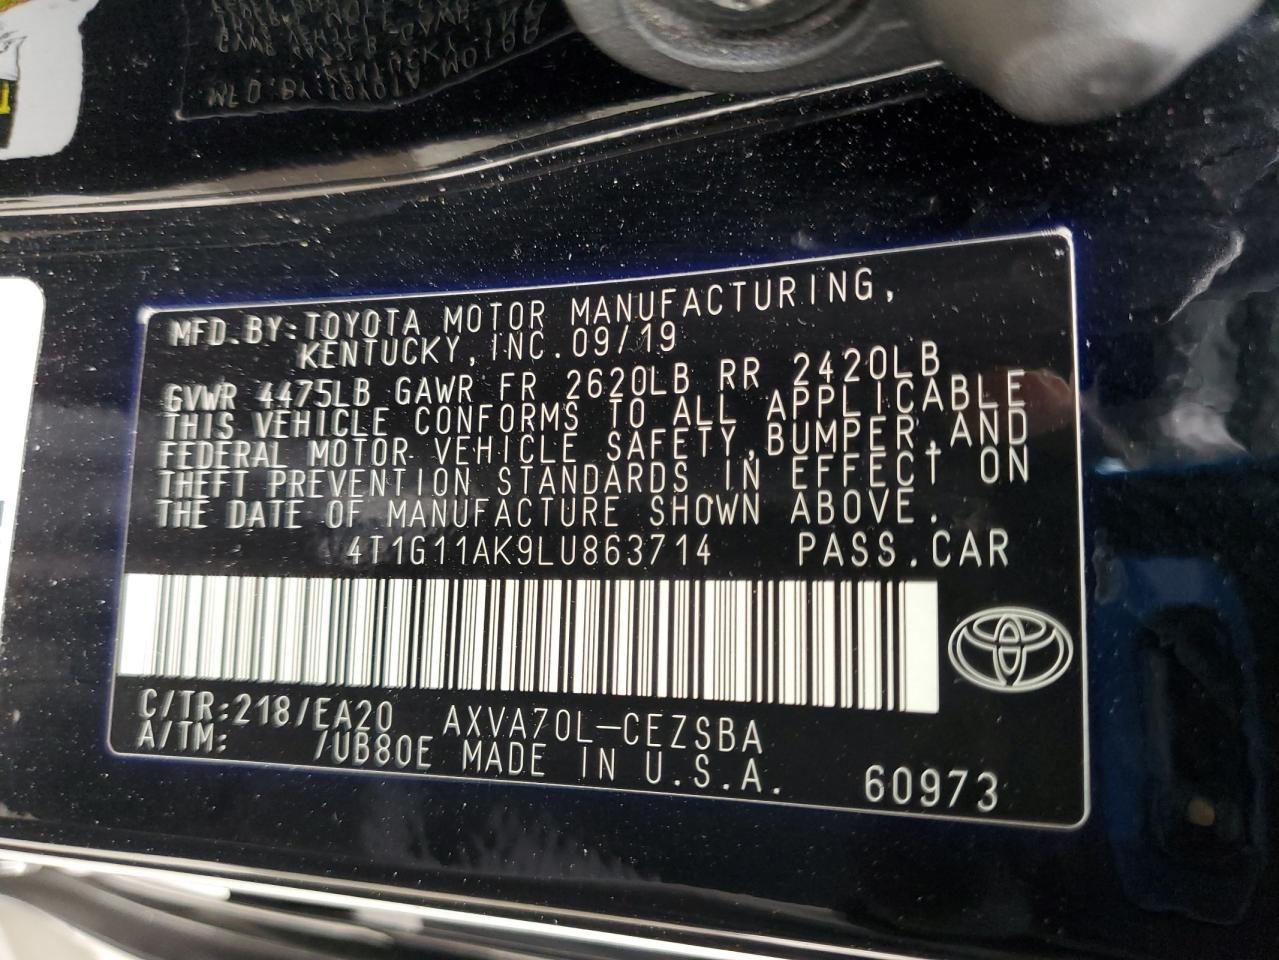 MFD.BY:TOYOTA MOTOR MANUFACTURING,
KENTUCKY, INC. 09/19
GVWR 4475LB GAWR FR 2620LB RR 2420LB
THIS VEHICLE CONFORMS TO ALL APPLICABLE
FEDERAL MOTOR VEHICLE SAFETY,BUMPER,AND
THEFT PREVENTION STANDARDS IN EFFECT ON
THE DATE OF MANUFACTURE SHOWN ABOVE.
4T1G11AK9LU863714 PASS.CAR
C/TR:218/EA20 AXVA70L-CEZSBA
A/TM: /UB80E MADE IN U.S.A.
60973